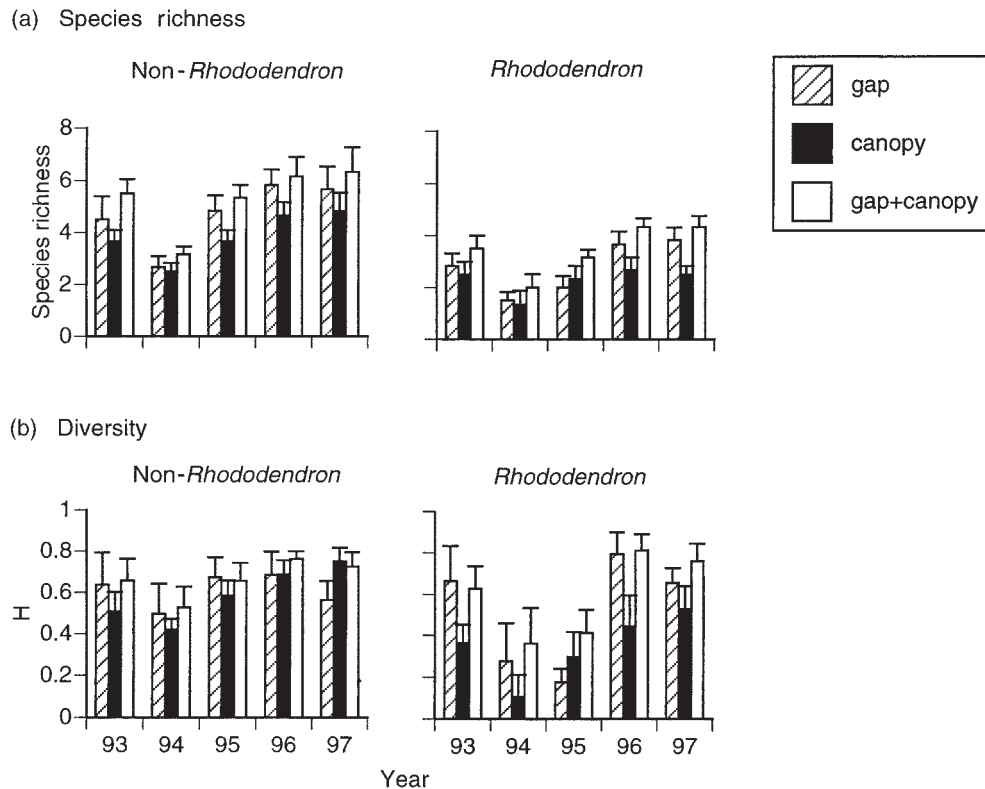 (a) Species richness
Non-Rhododendron
Rhododendron
gap
canopy
gap+canopy
Species richness
8
6
4
2
0
(b) Diversity
Non-Rhododendron
Rhododendron
H
1
0.8
0.6
0.4
0.2
0
93 94 95 96 97
93 94 95 96 97
Year